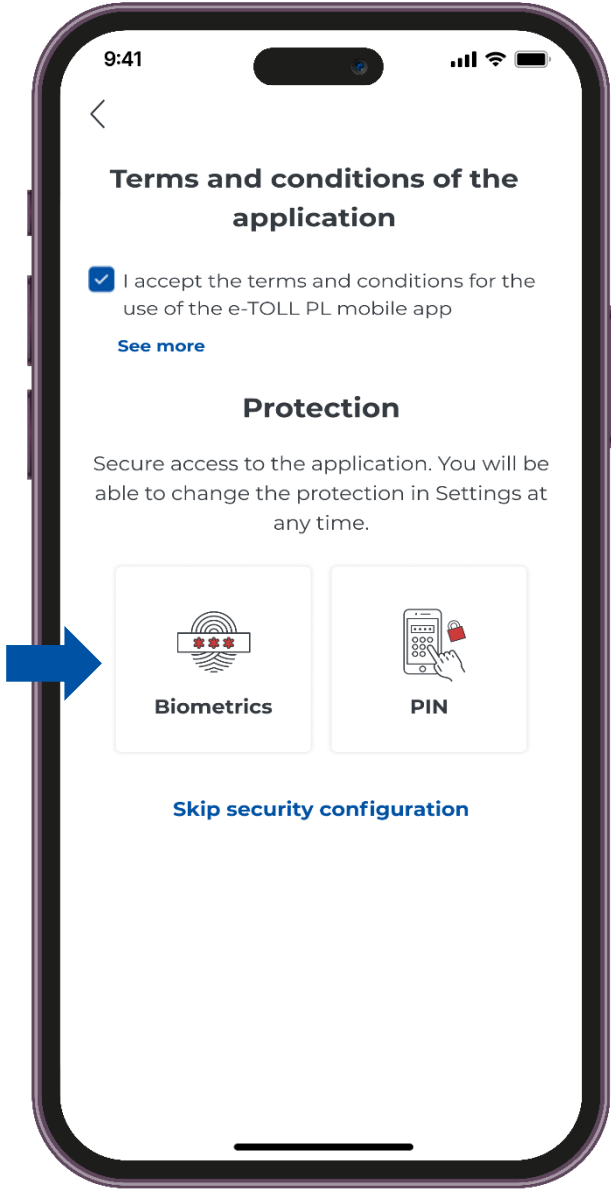 9:41
Terms and conditions of the
application
I accept the terms and conditions for the
use of the e-TOLL PL mobile app
See more
Protection
Secure access to the application. You will be
able to change the protection in Settings at
any time.
Biometrics
PIN
Skip security configuration